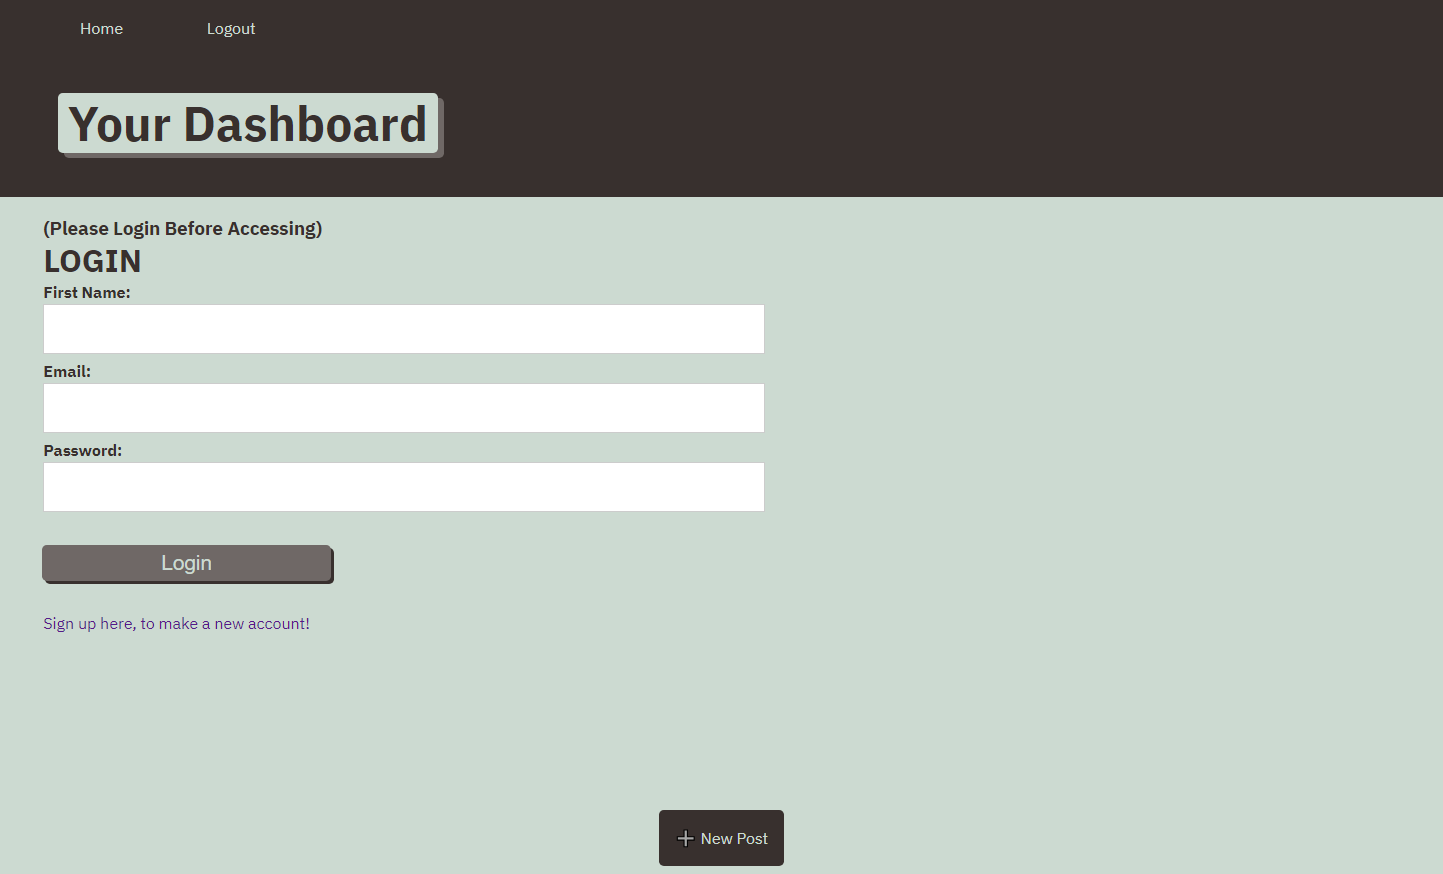 Home Logout
Your Dashboard
(Please Login Before Accessing)
LOGIN
First Name:
Email:
Password:
Login
Sign up here, to make a new account!
New Post